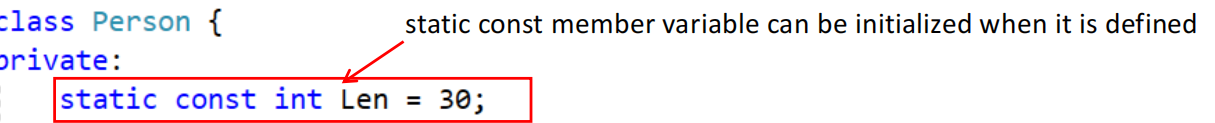 class Person {
static const member variable can be initialized when it is defined
private:
static const int Len = 30;